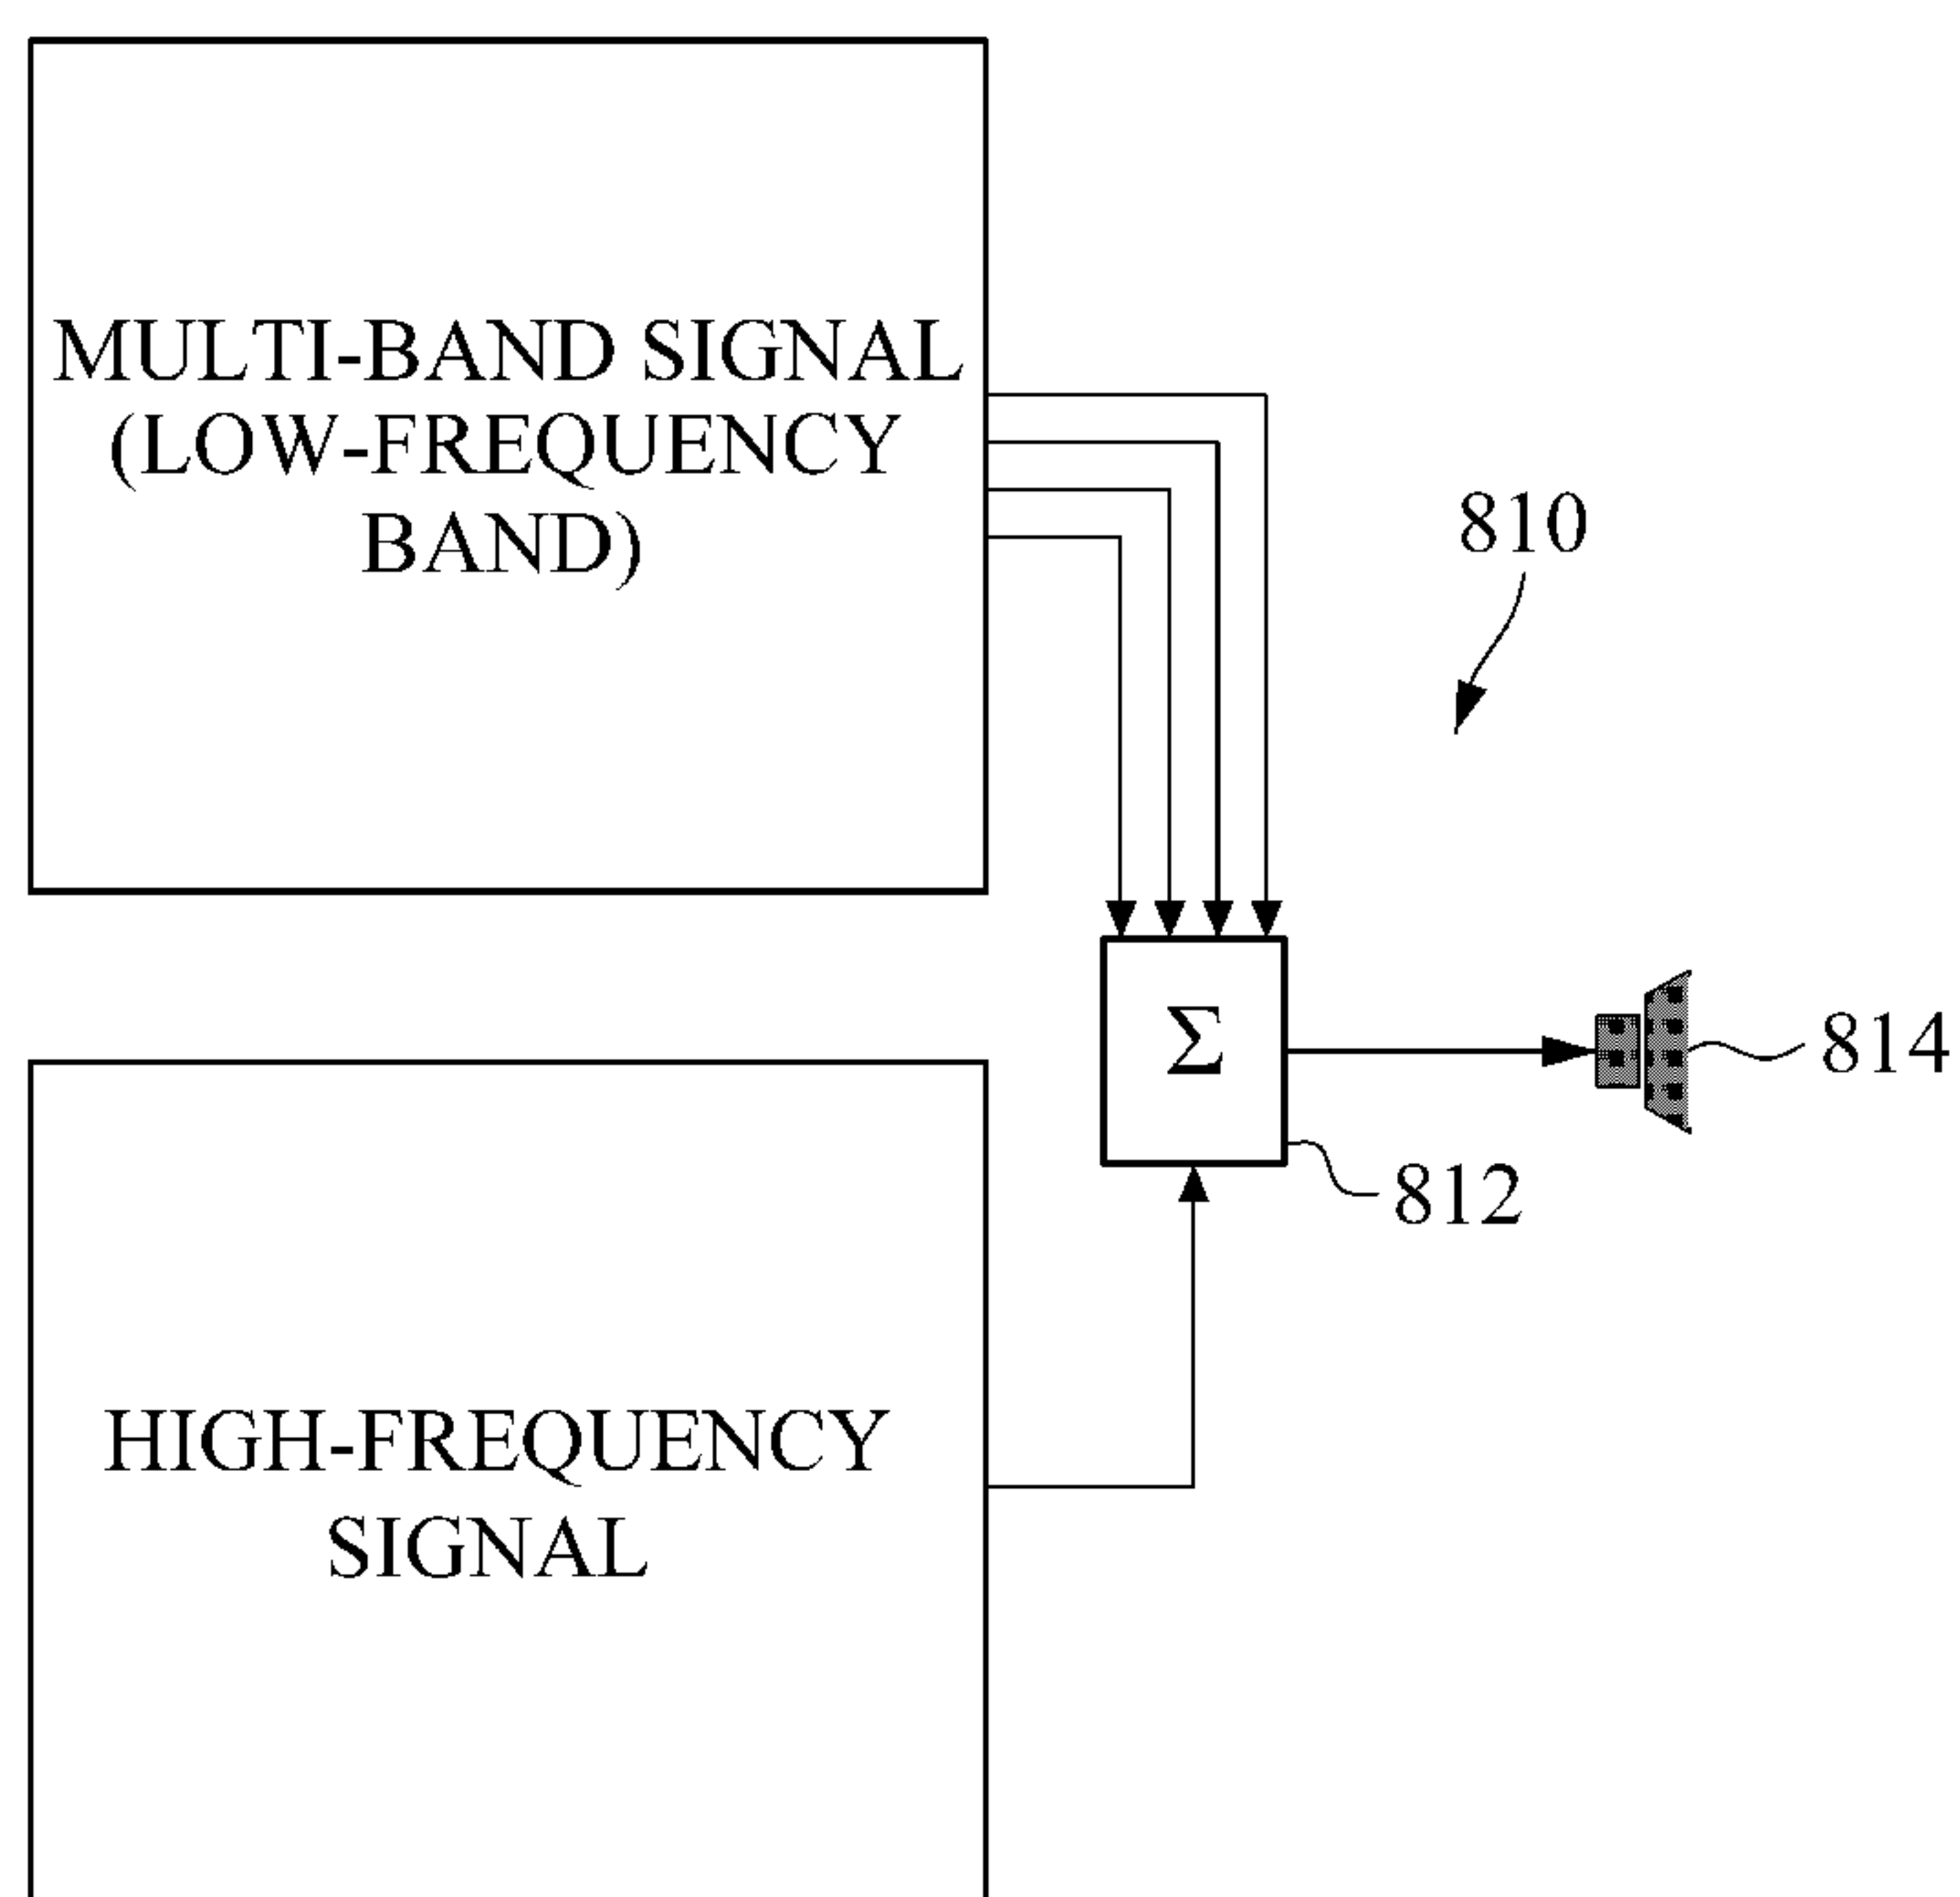 MULTI-BAND SIGNAL
(LOW-FREQUENCY
BAND)
810
Σ
814
812
HIGH-FREQUENCY
SIGNAL